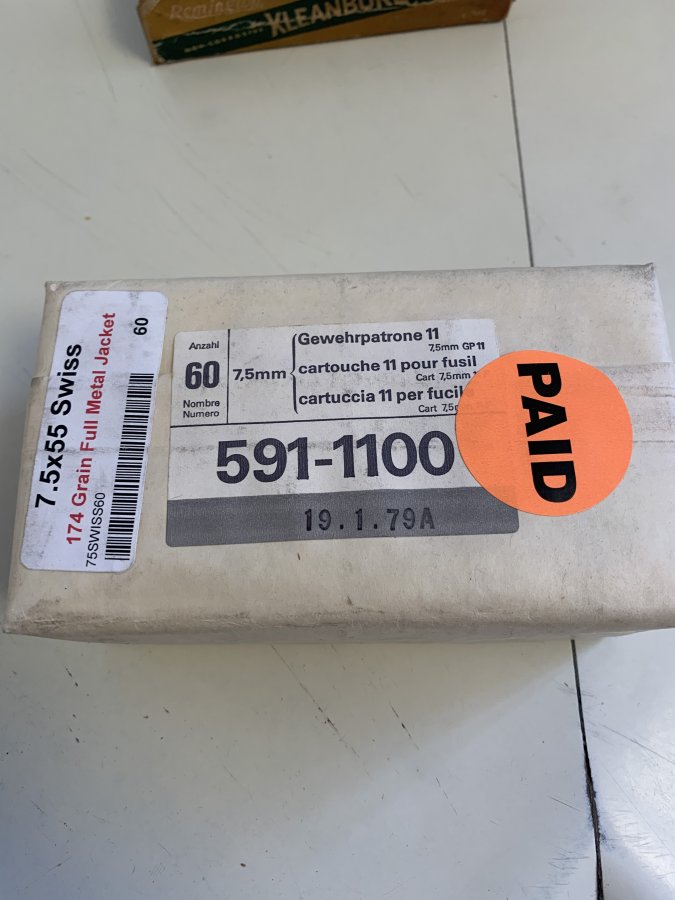 Remington
KLEANBORE
7.5x55 Swiss
174 Grain Full Metal Jacket
75SWISS60
60
Anzahl
60
Nombre
Numero
7,5mm
Gewehrpatrone 11
7,5mm GP 11
cartouche 11 pour fusil
Cart 7,5mm
cartuccia 11 per fucile
Cart
591-1100
19.1.79A
PAID